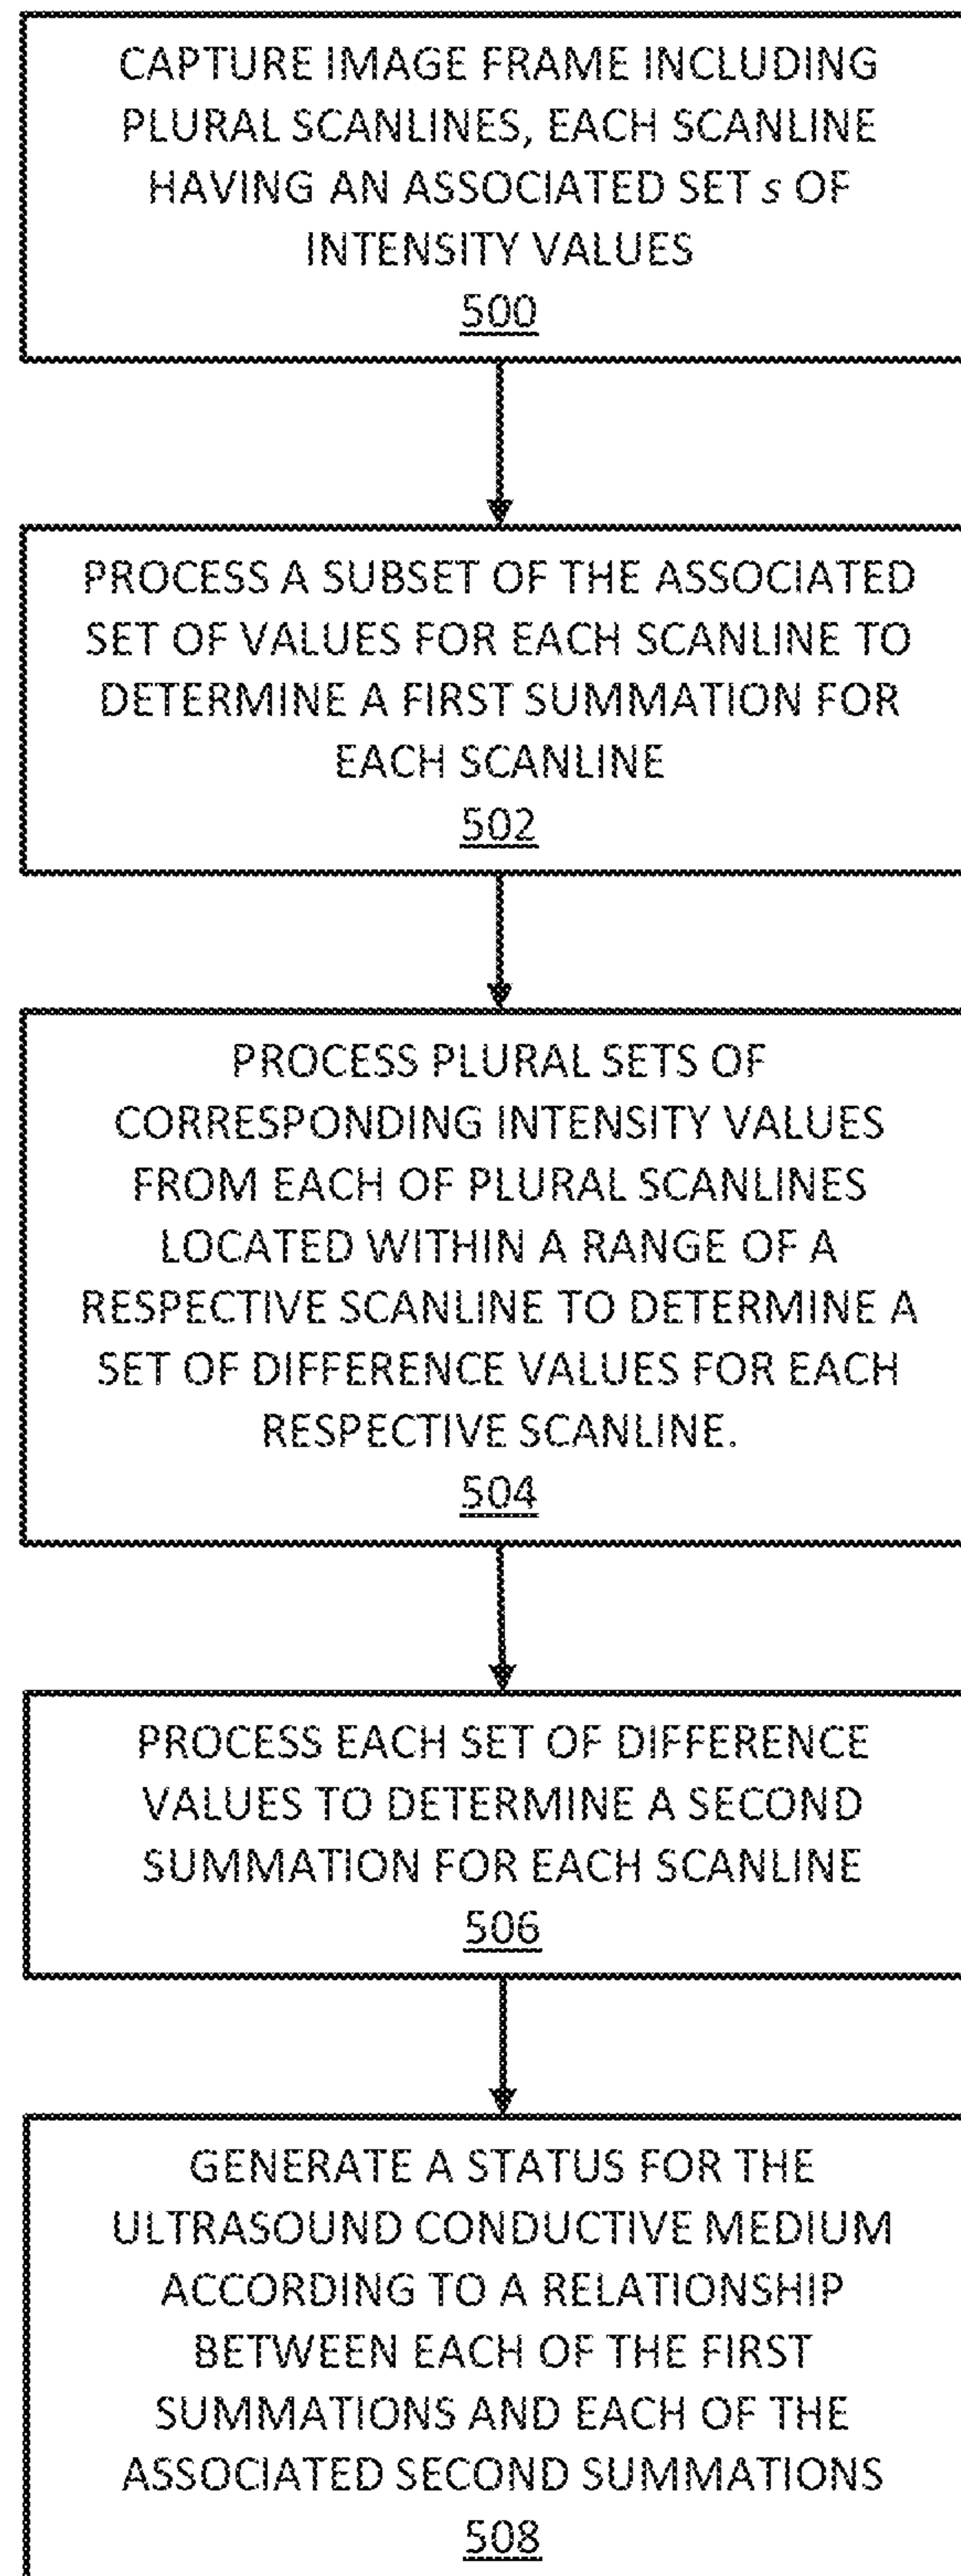 CAPTURE IMAGE FRAME INCLUDING
PLURAL SCANLINES, EACH SCANLINE
HAVING AN ASSOCIATED SET s OF
INTENSITY VALUES
500
PROCESS A SUBSET OF THE ASSOCIATED
SET OF VALUES FOR EACH SCANLINE TO
DETERMINE A FIRST SUMMATION FOR
EACH SCANLINE
502
PROCESS PLURAL SETS OF
CORRESPONDING INTENSITY VALUES
FROM EACH OF PLURAL SCANLINES
LOCATED WITHIN A RANGE OF A
RESPECTIVE SCANLINE TO DETERMINE A
SET OF DIFFERENCE VALUES FOR EACH
RESPECTIVE SCANLINE.
504
PROCESS EACH SET OF DIFFERENCE
VALUES TO DETERMINE A SECOND
SUMMATION FOR EACH SCANLINE
506
GENERATE A STATUS FOR THE
ULTRASOUND CONDUCTIVE MEDIUM
ACCORDING TO A RELATIONSHIP
BETWEEN EACH OF THE FIRST
SUMMATIONS AND EACH OF THE
ASSOCIATED SECOND SUMMATIONS
508